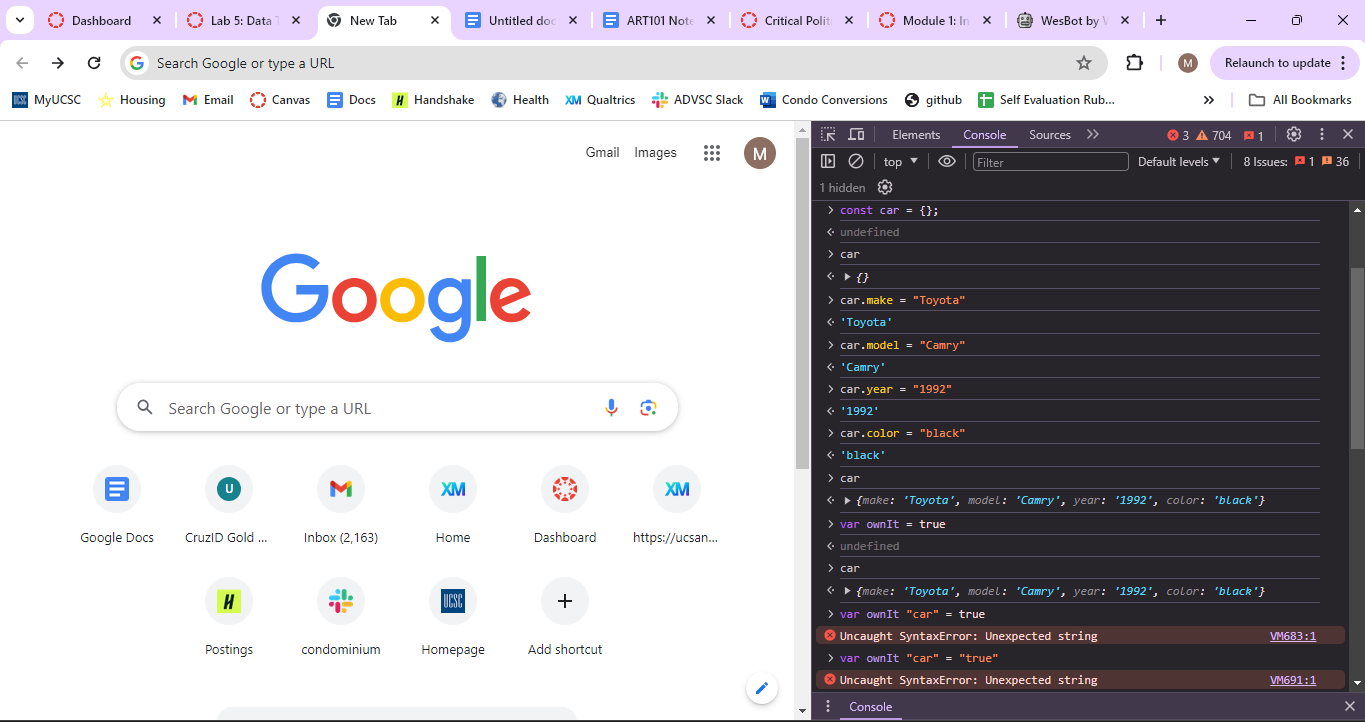 Dashboard
Lab 5: Data T
New Tab
Untitled doc
ART101 Note
Critical Politi
Module 1: In
WesBot by W
Search Google or type a URL
M
Relaunch to update
MyUCSC
Housing
Email
Canvas
Docs
Handshake
Health
Qualtrics
ADVSC Slack
Condo Conversions
github
Self Evaluation Rub...
All Bookmarks
Gmail
Images
M
Google
Search Google or type a URL
Google Docs
U
CruzID Gold ...
Inbox (2,163)
XM
Home
Dashboard
XM
https://ucsan...
H
Postings
condominium
UCSC
Homepage
Add shortcut
Elements
Console
Sources
3
704
1
top
Filter
Default levels
8 Issues:
1
36
1 hidden
const car = {};
undefined
car
{}
car.make = "Toyota"
'Toyota'
car.model = "Camry"
'Camry'
car.year = "1992"
'1992'
car.color = "black"
'black'
car
{make: 'Toyota', model: 'Camry', year: '1992', color: 'black'}
var ownIt = true
undefined
car
{make: 'Toyota', model: 'Camry', year: '1992', color: 'black'}
var ownIt "car" = true
Uncaught SyntaxError: Unexpected string VM683:1
var ownIt "car" = "true"
Uncaught SyntaxError: Unexpected string VM691:1
Console